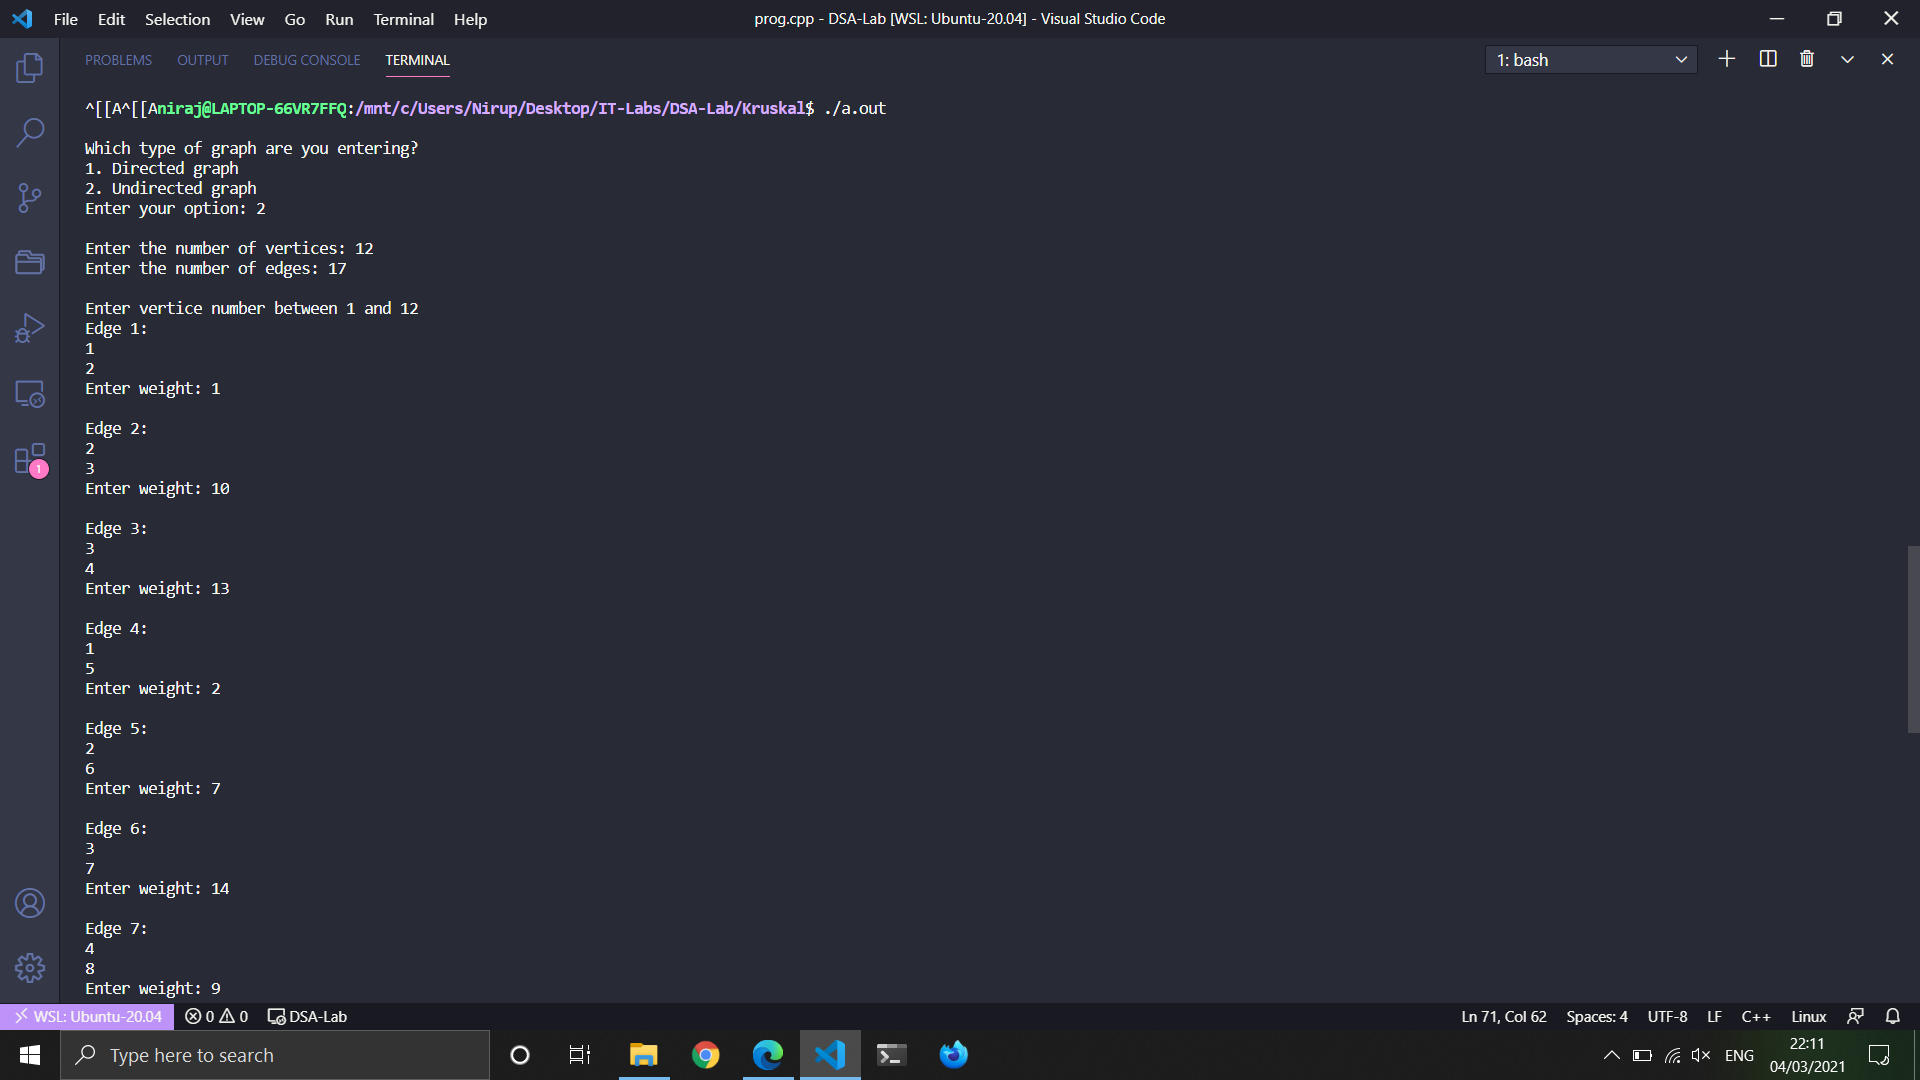 File Edit Selection View Go Run Terminal Help
prog.cpp - DSA-Lab [WSL: Ubuntu-20.04] - Visual Studio Code
PROBLEMS OUTPUT DEBUG CONSOLE TERMINAL
1: bash
^[[A^[[Aniraj@LAPTOP-66VR7FFQ:/mnt/c/Users/Nirup/Desktop/IT-Labs/DSA-Lab/Kruskal$ ./a.out
Which type of graph are you entering?
1. Directed graph
2. Undirected graph
Enter your option: 2
Enter the number of vertices: 12
Enter the number of edges: 17
Enter vertice number between 1 and 12
Edge 1:
1
2
Enter weight: 1
Edge 2:
2
3
Enter weight: 10
Edge 3:
3
4
Enter weight: 13
Edge 4:
1
5
Enter weight: 2
Edge 5:
2
6
Enter weight: 7
Edge 6:
3
7
Enter weight: 14
Edge 7:
4
8
Enter weight: 9
1
WSL: Ubuntu-20.04 0 0 DSA-Lab
Ln 71, Col 62 Spaces: 4 UTF-8 LF C++ Linux
Type here to search
ENG
22:11
04/03/2021